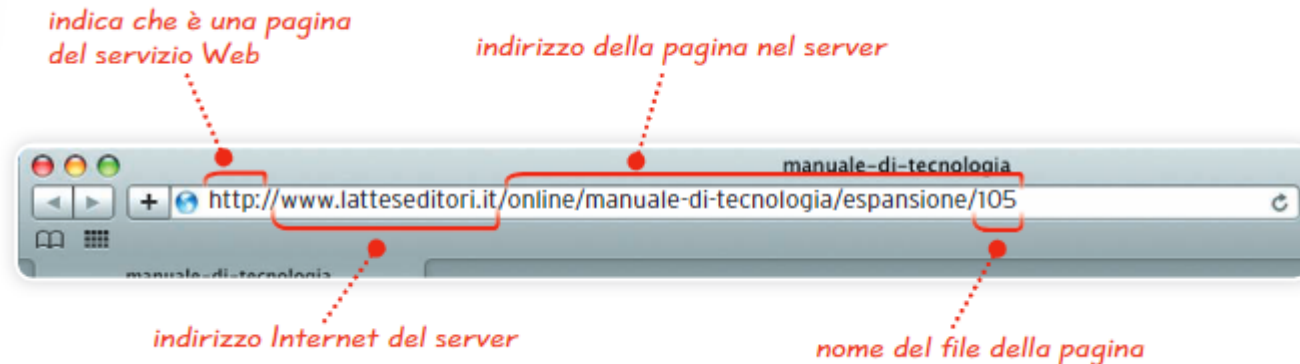 indica che è una pagina
del servizio Web
indirizzo della pagina nel server
manuale-di-tecnologia
http://www.latteseditori.it/online/manuale-di-tecnologia/espansione/105
manuale-di-tecnologia
indirizzo Internet del server
nome del file della pagina